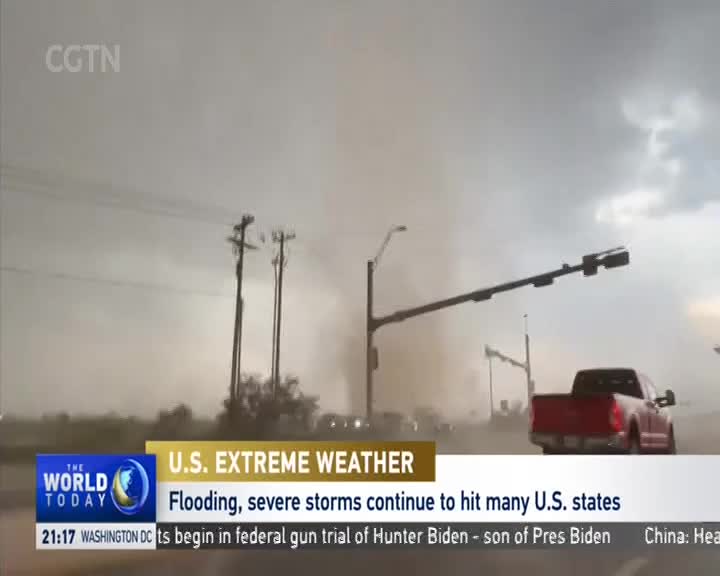 CGTN
U.S. EXTREME WEATHER
THE
WORLD
TODAY
Flooding, severe storms continue to hit many U.S. states
21:17 WASHINGTON DC
ts begin in federal gun trial of Hunter Biden - son of Pres Biden China: Hea